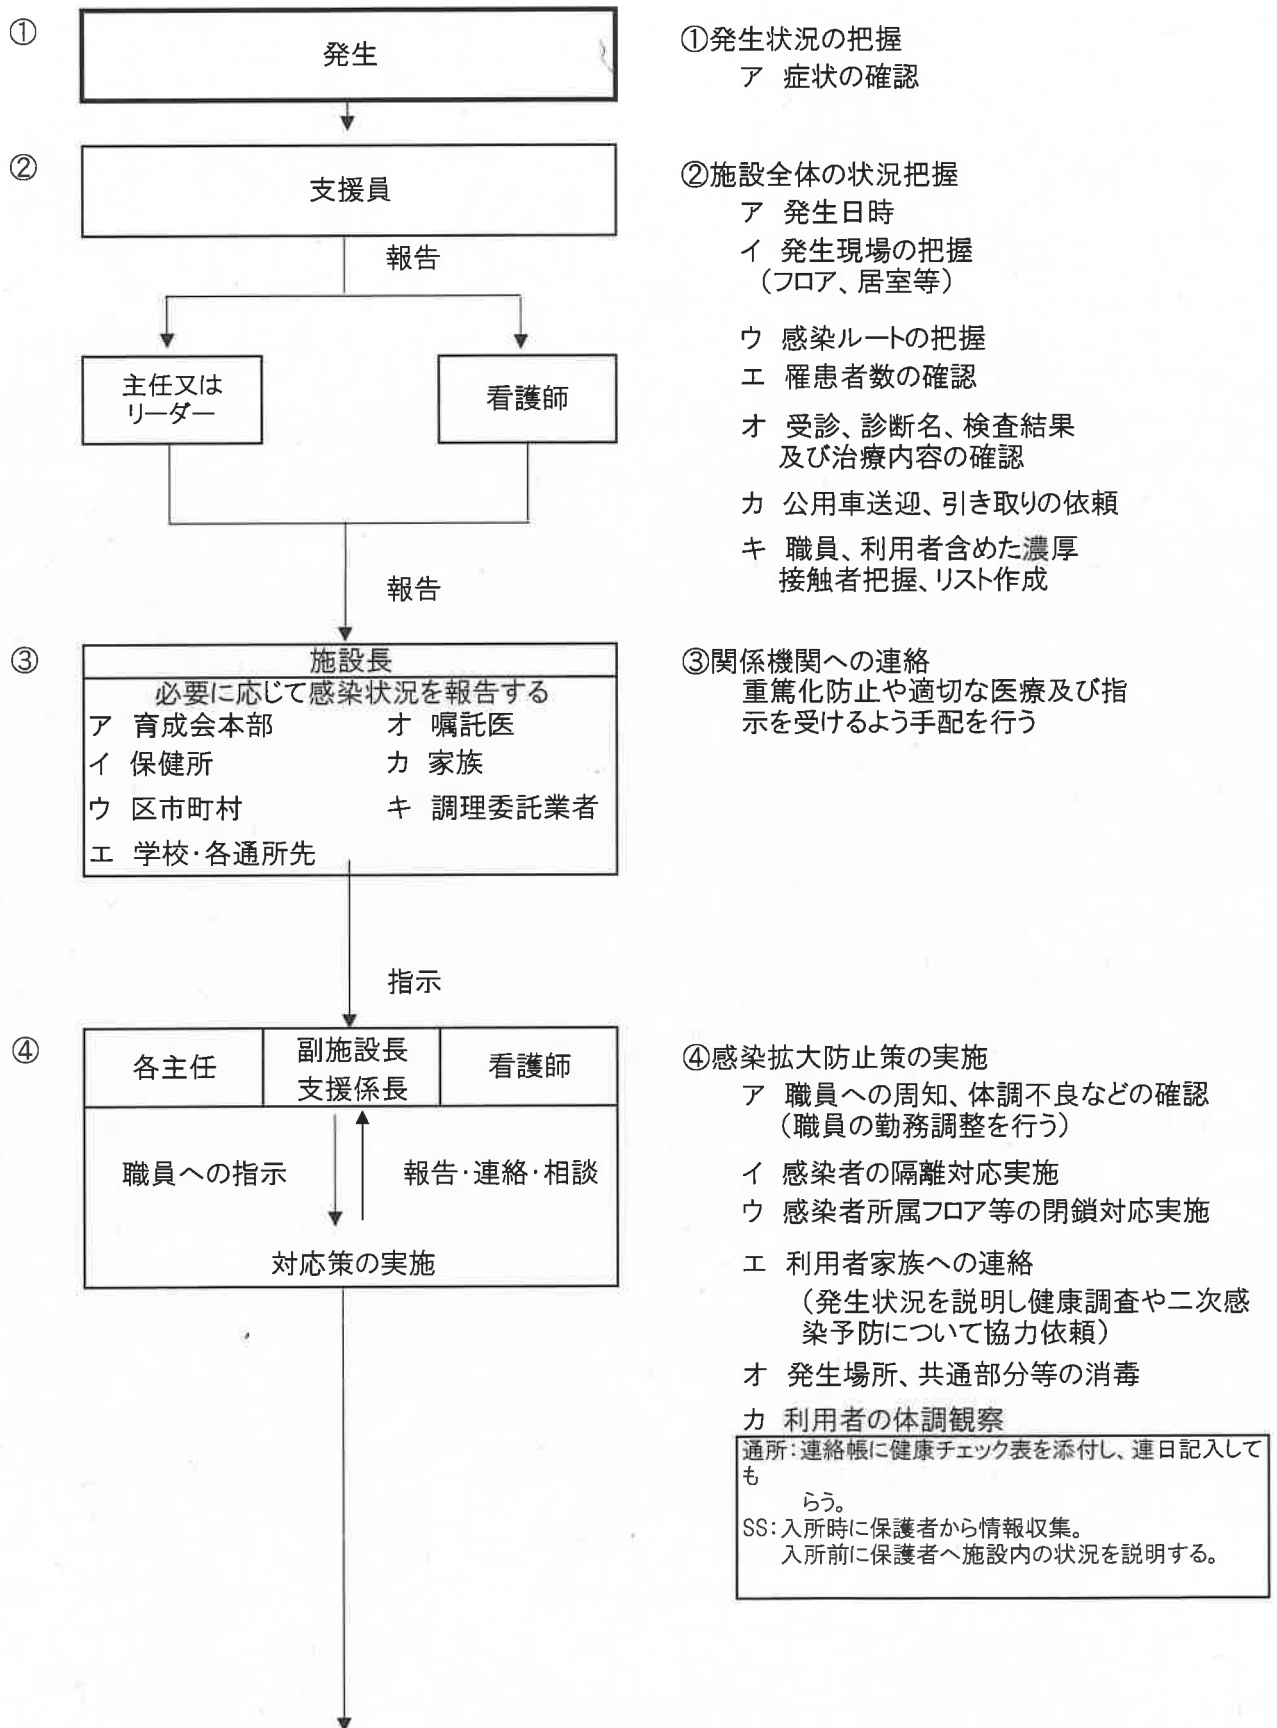 ①
発生
②
支援員
報告
主任又は
リーダー
看護師
報告
③
施設長
必要に応じて感染状況を報告する
ア 育成会本部 オ 嘱託医
イ 保健所 カ 家族
ウ 区市町村 キ 調理委託業者
エ 学校・各通所先
指示
④
各主任
副施設長
支援係長
看護師
職員への指示
報告・連絡・相談
対応策の実施
①発生状況の把握
ア 症状の確認
②施設全体の状況把握
ア 発生日時
イ 発生現場の把握
（フロア、居室等）
ウ 感染ルートの把握
エ 罹患者数の確認
オ 受診、診断名、検査結果
及び治療内容の確認
カ 公用車送迎、引き取りの依頼
キ 職員、利用者含めた濃厚
接触者把握、リスト作成
③関係機関への連絡
重篤化防止や適切な医療及び指
示を受けるよう手配を行う
④感染拡大防止策の実施
ア 職員への周知、体調不良などの確認
（職員の勤務調整を行う）
イ 感染者の隔離対応実施
ウ 感染者所属フロア等の閉鎖対応実施
エ 利用者家族への連絡
（発生状況を説明し健康調査や二次感
染予防について協力依頼）
オ 発生場所、共通部分等の消毒
カ 利用者の体調観察
通所：連絡帳に健康チェック表を添付し、連日記入して
も
らう。
SS：入所時に保護者から情報収集。
入所前に保護者へ施設内の状況を説明する。